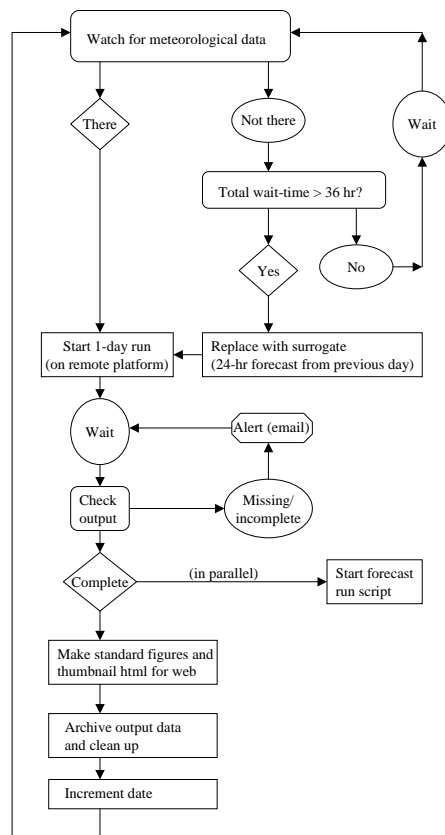 Watch for meteorological data
There
Not there
Wait
Total wait-time > 36 hr?
Yes
No
Start 1-day run
(on remote platform)
Replace with surrogate
(24-hr forecast from previous day)
Wait
Alert (email)
Check
output
Missing/
incomplete
Complete
(in parallel)
Start forecast
run script
Make standard figures and
thumbnail html for web
Archive output data
and clean up
Increment date